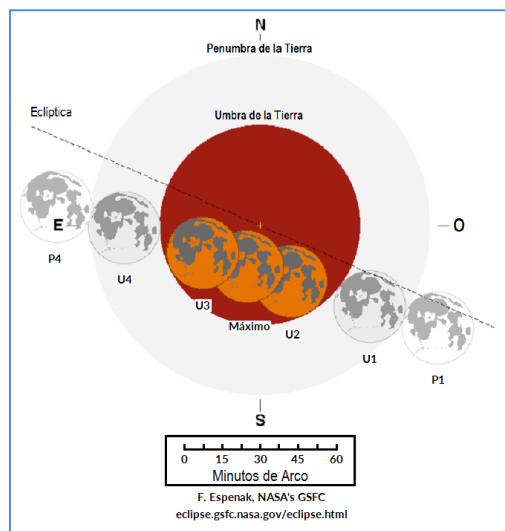 N
Penumbra de la Tierra
Umbra de la Tierra
Eclíptica
E
O
P4
U4
U3
Máximo
U2
U1
P1
S
0 15 30 45 60
Minutos de Arco
F. Espenak, NASA's GSFC
eclipse.gsfc.nasa.gov/eclipse.html